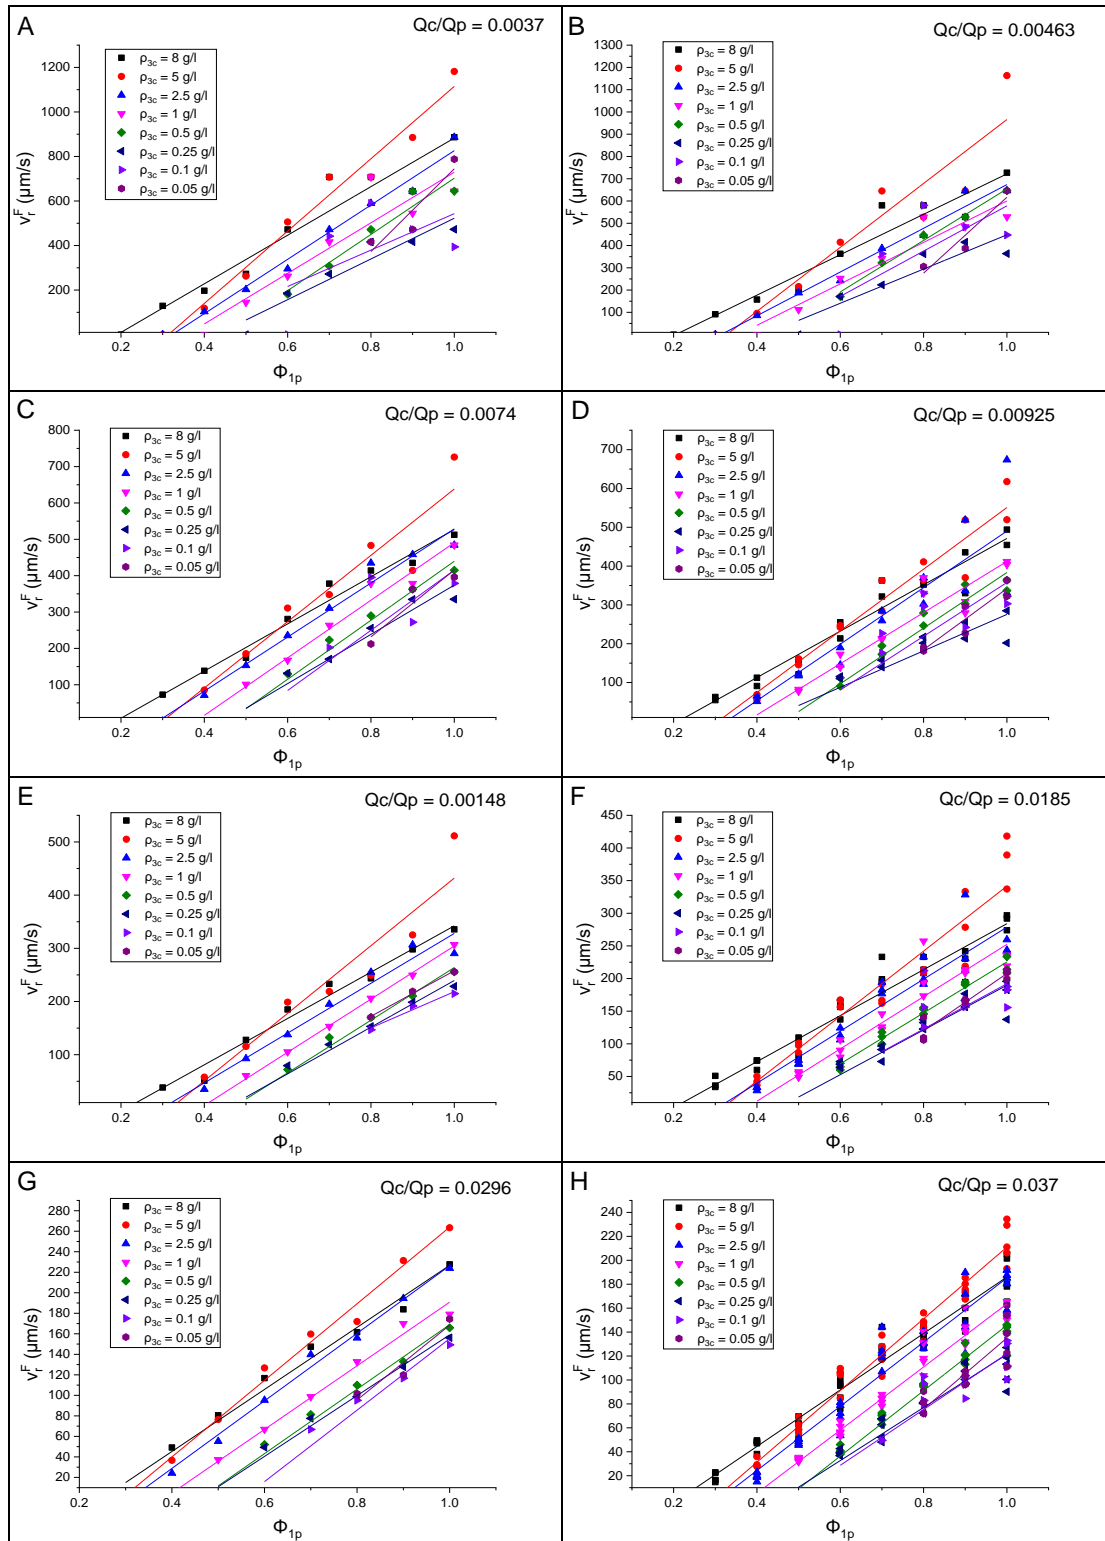 A
Qc/Qp = 0.0037
ρ3c = 8 g/l
ρ3c = 5 g/l
ρ3c = 2.5 g/l
ρ3c = 1 g/l
ρ3c = 0.5 g/l
ρ3c = 0.25 g/l
ρ3c = 0.1 g/l
ρ3c = 0.05 g/l
1200
1000
800
600
400
200
vrF (μm/s)
0.2 0.4 0.6 0.8 1.0
Φ1p
B
Qc/Qp = 0.00463
ρ3c = 8 g/l
ρ3c = 5 g/l
ρ3c = 2.5 g/l
ρ3c = 1 g/l
ρ3c = 0.5 g/l
ρ3c = 0.25 g/l
ρ3c = 0.1 g/l
ρ3c = 0.05 g/l
1300
1200
1100
1000
900
800
700
600
500
400
300
200
100
vrF (μm/s)
0.2 0.4 0.6 0.8 1.0
Φ1p
C
Qc/Qp = 0.0074
ρ3c = 8 g/l
ρ3c = 5 g/l
ρ3c = 2.5 g/l
ρ3c = 1 g/l
ρ3c = 0.5 g/l
ρ3c = 0.25 g/l
ρ3c = 0.1 g/l
ρ3c = 0.05 g/l
800
700
600
500
400
300
200
100
vrF (μm/s)
0.2 0.4 0.6 0.8 1.0
Φ1p
D
Qc/Qp = 0.00925
ρ3c = 8 g/l
ρ3c = 5 g/l
ρ3c = 2.5 g/l
ρ3c = 1 g/l
ρ3c = 0.5 g/l
ρ3c = 0.25 g/l
ρ3c = 0.1 g/l
ρ3c = 0.05 g/l
700
600
500
400
300
200
100
vrF (μm/s)
0.2 0.4 0.6 0.8 1.0
Φ1p
E
Qc/Qp = 0.00148
ρ3c = 8 g/l
ρ3c = 5 g/l
ρ3c = 2.5 g/l
ρ3c = 1 g/l
ρ3c = 0.5 g/l
ρ3c = 0.25 g/l
ρ3c = 0.1 g/l
ρ3c = 0.05 g/l
500
400
300
200
100
vrF (μm/s)
0.2 0.4 0.6 0.8 1.0
Φ1p
F
Qc/Qp = 0.0185
ρ3c = 8 g/l
ρ3c = 5 g/l
ρ3c = 2.5 g/l
ρ3c = 1 g/l
ρ3c = 0.5 g/l
ρ3c = 0.25 g/l
ρ3c = 0.1 g/l
ρ3c = 0.05 g/l
450
400
350
300
250
200
150
100
50
vrF (μm/s)
0.2 0.4 0.6 0.8 1.0
Φ1p
G
Qc/Qp = 0.0296
ρ3c = 8 g/l
ρ3c = 5 g/l
ρ3c = 2.5 g/l
ρ3c = 1 g/l
ρ3c = 0.5 g/l
ρ3c = 0.25 g/l
ρ3c = 0.1 g/l
ρ3c = 0.05 g/l
280
260
240
220
200
180
160
140
120
100
80
60
40
20
vrF (μm/s)
0.2 0.4 0.6 0.8 1.0
Φ1p
H
Qc/Qp = 0.037
ρ3c = 8 g/l
ρ3c = 5 g/l
ρ3c = 2.5 g/l
ρ3c = 1 g/l
ρ3c = 0.5 g/l
ρ3c = 0.25 g/l
ρ3c = 0.1 g/l
ρ3c = 0.05 g/l
240
220
200
180
160
140
120
100
80
60
40
20
vrF (μm/s)
0.2 0.4 0.6 0.8 1.0
Φ1p